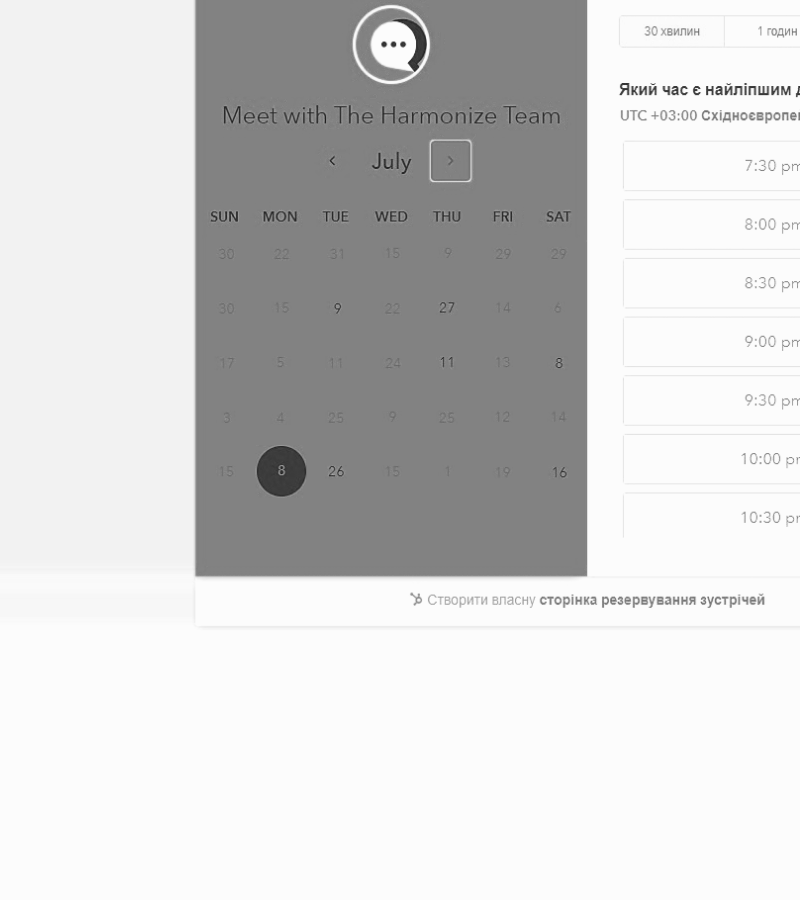 30 хвилин 1 годин
Meet with The Harmonize Team
Який час є найліпшим
UTC +03:00 Східноєвропе
July
SUN MON TUE WED THU FRI SAT
30 22 31 15 9 29 29
30 15 9 22 27 14 6
17 5 11 24 11 13 8
3 4 25 9 25 12 14
15 8 26 15 1 19 16
7:30 pm
8:00 pm
8:30 pm
9:00 pm
9:30 pm
10:00 pm
10:30 pm
Створити власну сторінка резервування зустрічей